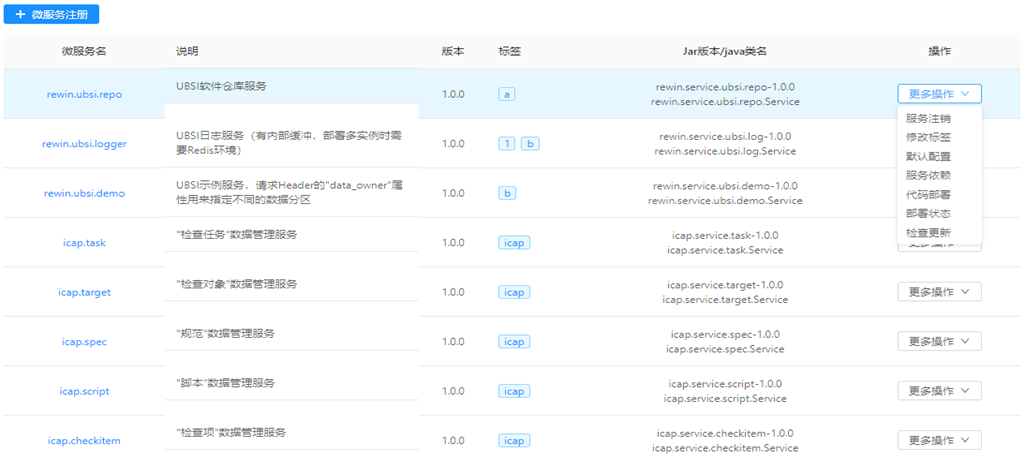 + 微服务注册
微服务名 说明 版本 标签 Jar版本/java类名 操作
rewin.ubsi.repo UBSI软件仓库服务 1.0.0 a rewin.service.ubsi.repo-1.0.0 更多操作
rewin.service.ubsi.repo.Service
服务注销
修改标签
默认配置
服务依赖
代码部署
部署状态
检查更新
rewin.ubsi.logger UBSI日志服务（有内部缓冲，部署多实例时需 1.0.0 1 b rewin.service.ubsi.log-1.0.0
要Redis环境） rewin.service.ubsi.log.Service
rewin.ubsi.demo UBSI示例服务，请求Header的"data_owner"属 1.0.0 b rewin.service.ubsi.demo-1.0.0
性用来指定不同的数据分区 rewin.service.ubsi.demo.Service
icap.task "检查任务"数据管理服务 1.0.0 icap icap.service.task-1.0.0
icap.service.task.Service
icap.target "检查对象"数据管理服务 1.0.0 icap icap.service.target-1.0.0 更多操作
icap.service.target.Service
icap.spec "规范"数据管理服务 1.0.0 icap icap.service.spec-1.0.0 更多操作
icap.service.spec.Service
icap.script "脚本"数据管理服务 1.0.0 icap icap.service.script-1.0.0 更多操作
icap.service.script.Service
icap.checkitem "检查项"数据管理服务 1.0.0 icap icap.service.checkitem-1.0.0 更多操作
icap.service.checkitem.Service